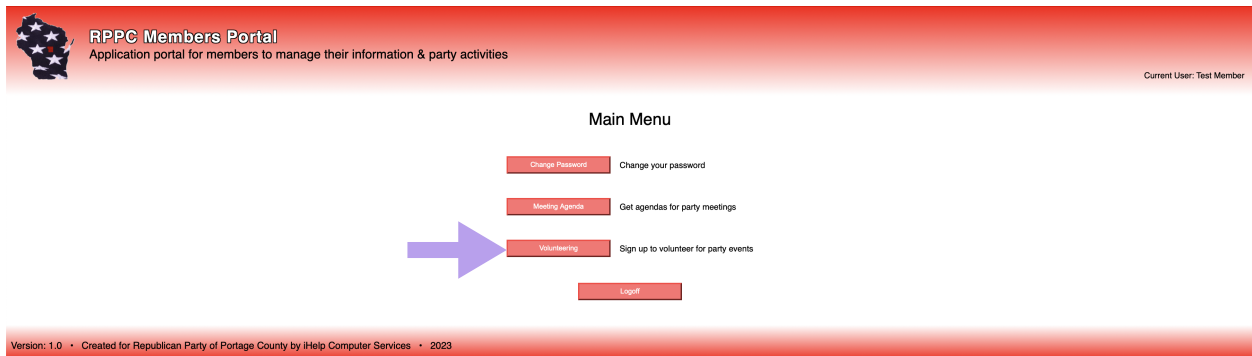 RPPC Members Portal
Application portal for members to manage their information & party activities
Current User: Test Member
Main Menu
Change Password Change your password
Meeting Agenda Get agendas for party meetings
Volunteering Sign up to volunteer for party events
Logoff
Version: 1.0 • Created for Republican Party of Portage County by iHelp Computer Services • 2023